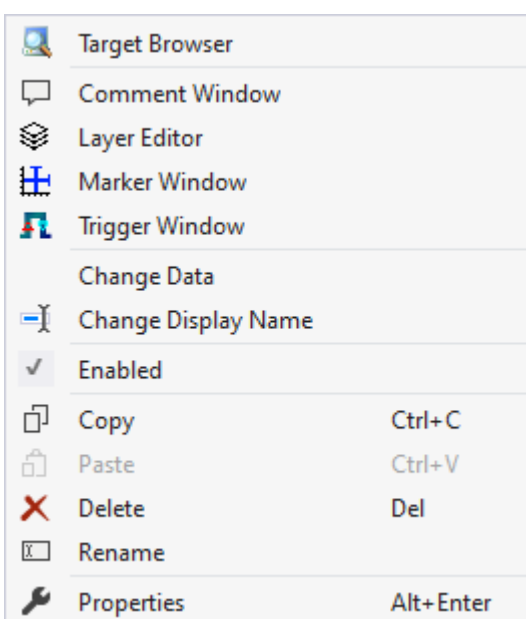 Target Browser
Comment Window
Layer Editor
Marker Window
Trigger Window
Change Data
Change Display Name
Enabled
Copy Ctrl+C
Paste Ctrl+V
Delete Del
Rename
Properties Alt+Enter